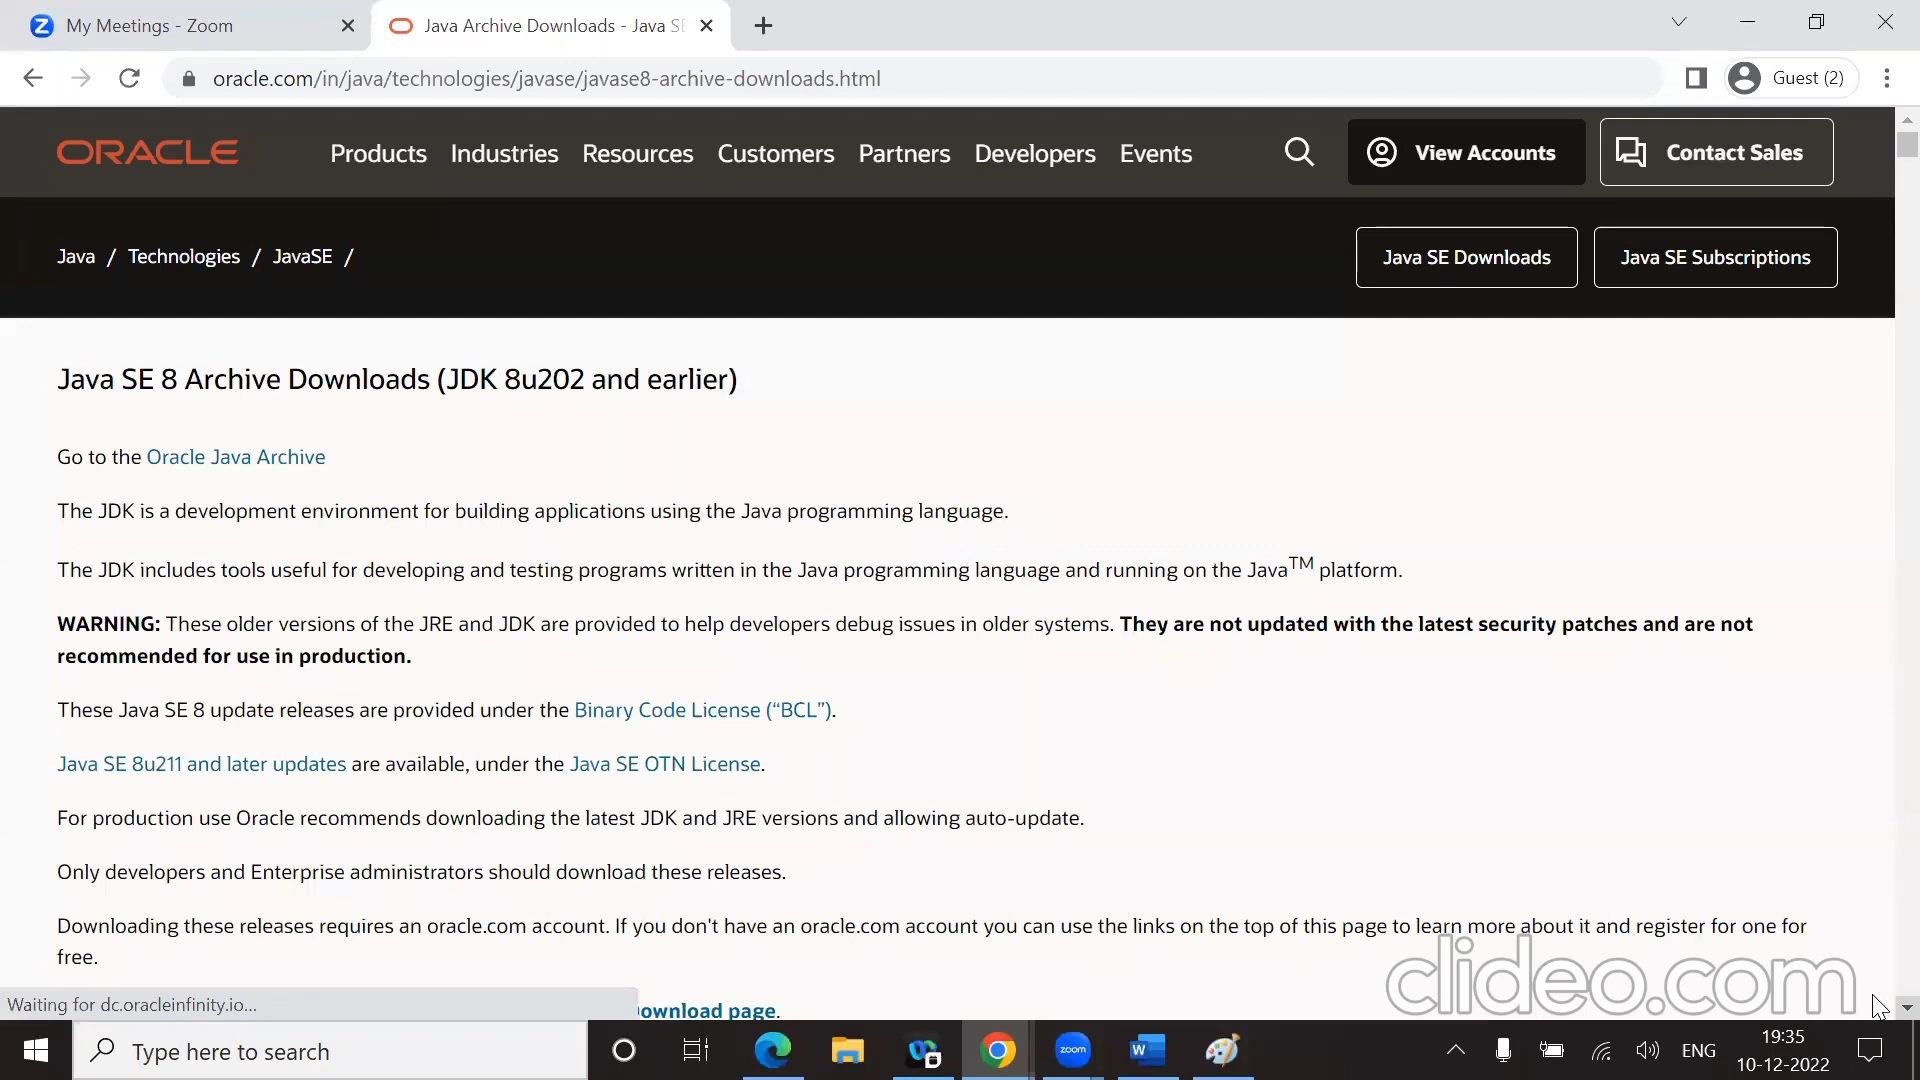 My Meetings - Zoom
Java Archive Downloads - Java S
oracle.com/in/java/technologies/javase/javase8-archive-downloads.html
Guest (2)
ORACLE
Products Industries Resources Customers Partners Developers Events
View Accounts
Contact Sales
Java / Technologies / JavaSE /
Java SE Downloads
Java SE Subscriptions
Java SE 8 Archive Downloads (JDK 8u202 and earlier)
Go to the Oracle Java Archive
The JDK is a development environment for building applications using the Java programming language.
The JDK includes tools useful for developing and testing programs written in the Java programming language and running on the Java™ platform.
WARNING: These older versions of the JRE and JDK are provided to help developers debug issues in older systems. They are not updated with the latest security patches and are not
recommended for use in production.
These Java SE 8 update releases are provided under the Binary Code License (“BCL”).
Java SE 8u211 and later updates are available, under the Java SE OTN License.
For production use Oracle recommends downloading the latest JDK and JRE versions and allowing auto-update.
Only developers and Enterprise administrators should download these releases.
Downloading these releases requires an oracle.com account. If you don't have an oracle.com account you can use the links on the top of this page to learn more about it and register for one for
free.
clideo.com
Waiting for dc.oracleinfinity.io...
ownload page.
Type here to search
zoom
W
ENG
19:35
10-12-2022